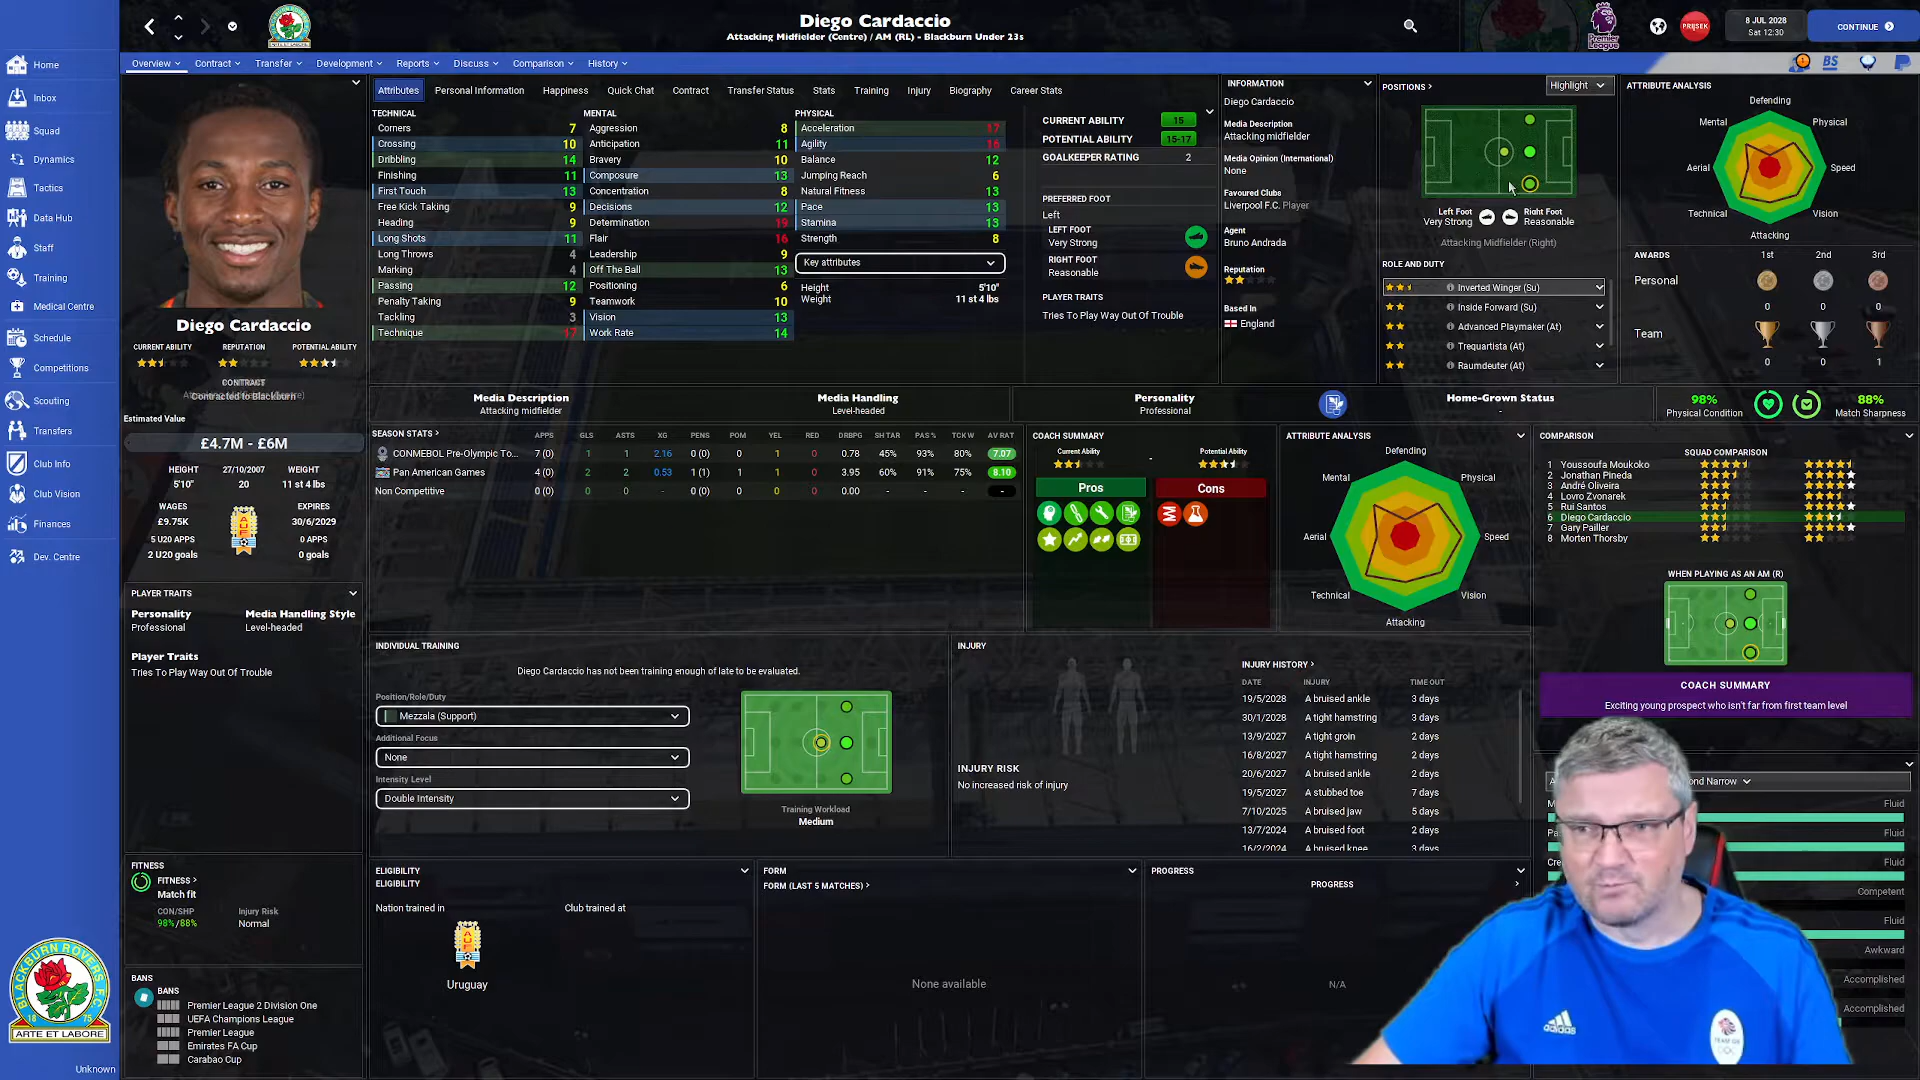 Diego Cardaccio
Attacking Midfielder (Centre) / AM (RL) - Blackburn Under 23s
Premier League
PRESEK
8 JUL 2028
Sat 12:30
CONTINUE
Home
Inbox
Squad
Dynamics
Tactics
Data Hub
Staff
Training
Medical Centre
Schedule
Competitions
Scouting
Transfers
Club Info
Club Vision
Finances
Dev. Centre
BLACKBURN ROVERS F.C.
18 75
ARTE ET LABORE
Unknown
Overview Contract Transfer Development Reports Discuss Comparison History
BS
Diego Cardaccio
CURRENT ABILITY REPUTATION POTENTIAL ABILITY
CONTRACT
Contracted to Blackburn
Estimated Value
£4.7M - £6M
HEIGHT 27/10/2007 WEIGHT
5'10" 20 11 st 4 lbs
WAGES EXPIRES
£9.75K 30/6/2029
5 U20 APPS 0 APPS
2 U20 goals 0 goals
AUF
PLAYER TRAITS
Personality Media Handling Style
Professional Level-headed
Player Traits
Tries To Play Way Out Of Trouble
FITNESS
FITNESS >
Match fit
CON/SHP Injury Risk
98%/88% Normal
BANS
BANS
Premier League 2 Division One
UEFA Champions League
Premier League
Emirates FA Cup
Carabao Cup
Attributes Personal Information Happiness Quick Chat Contract Transfer Status Stats Training Injury Biography Career Stats
TECHNICAL
Corners 7
Crossing 10
Dribbling 14
Finishing 11
First Touch 13
Free Kick Taking 9
Heading 9
Long Shots 11
Long Throws 4
Marking 4
Passing 12
Penalty Taking 9
Tackling 3
Technique 17
MENTAL
Aggression 8
Anticipation 11
Bravery 10
Composure 13
Concentration 8
Decisions 12
Determination 19
Flair 16
Leadership 9
Off The Ball 13
Positioning 6
Teamwork 10
Vision 13
Work Rate 14
PHYSICAL
Acceleration 17
Agility 16
Balance 12
Jumping Reach 6
Natural Fitness 13
Pace 13
Stamina 13
Strength 8
Key attributes
Height 5'10"
Weight 11 st 4 lbs
CURRENT ABILITY 15
POTENTIAL ABILITY 15-17
GOALKEEPER RATING 2
PREFERRED FOOT
Left
LEFT FOOT
Very Strong
RIGHT FOOT
Reasonable
PLAYER TRAITS
Tries To Play Way Out Of Trouble
INFORMATION
Diego Cardaccio
Media Description
Attacking midfielder
Media Opinion (International)
None
Favoured Clubs
Liverpool F.C. Player
Agent
Bruno Andrada
Reputation
Based In
England
POSITIONS > Highlight
Left Foot Right Foot
Very Strong Reasonable
Attacking Midfielder (Right)
ROLE AND DUTY
Inverted Winger (Su)
Inside Forward (Su)
Advanced Playmaker (At)
Trequartista (At)
Raumdeuter (At)
ATTRIBUTE ANALYSIS
Defending
Mental Physical
Aerial Speed
Technical Vision
Attacking
AWARDS 1st 2nd 3rd
Personal
0 0 0
Team
0 0 1
Media Description
Attacking midfielder
Media Handling
Level-headed
Personality
Professional
Home-Grown Status
-
98%
Physical Condition
88%
Match Sharpness
SEASON STATS > APPS GLS ASTS XG PENS POM YEL RED DRBPG SH TAR PAS % TCK W AV RAT
CONMEBOL Pre-Olympic To... 7 (0) 1 1 2.16 0 (0) 0 1 0 0.78 45% 93% 80% 7.07
Pan American Games 4 (0) 2 2 0.53 1 (1) 1 1 0 3.95 60% 91% 75% 8.10
Non Competitive 0 (0) 0 0 - 0 (0) 0 0 0 0.00 - - - -
COACH SUMMARY
Current Ability - Potential Ability
Pros Cons
ATTRIBUTE ANALYSIS
Defending
Mental Physical
Aerial Speed
Technical Vision
Attacking
COMPARISON
SQUAD COMPARISON
1 Youssoufa Moukoko
2 Jonathan Pineda
3 André Oliveira
4 Lovro Zvonarek
5 Rui Santos
6 Diego Cardaccio
7 Gary Pailler
8 Morten Thorsby
WHEN PLAYING AS AN AM (R)
COACH SUMMARY
Exciting young prospect who isn't far from first team level
INDIVIDUAL TRAINING
Diego Cardaccio has not been training enough of late to be evaluated.
Position/Role/Duty
Mezzala (Support)
Additional Focus
None
Intensity Level
Double Intensity
Training Workload
Medium
INJURY
INJURY RISK
No increased risk of injury
INJURY HISTORY >
DATE INJURY TIME OUT
19/5/2028 A bruised ankle 3 days
30/1/2028 A tight hamstring 3 days
13/9/2027 A tight groin 2 days
16/8/2027 A tight hamstring 2 days
20/6/2027 A bruised ankle 2 days
19/5/2027 A stubbed toe 7 days
7/10/2025 A bruised jaw 5 days
13/7/2024 A bruised foot 2 days
16/2/2024 A bruised knee 3 days
ond Narrow
Fluid
Fluid
Fluid
Competent
Fluid
Awkward
Accomplished
Accomplished
ELIGIBILITY
ELIGIBILITY
Nation trained in Club trained at
AUF
Uruguay
FORM
FORM (LAST 5 MATCHES) >
None available
PROGRESS
PROGRESS >
N/A
adidas
TEAM GB